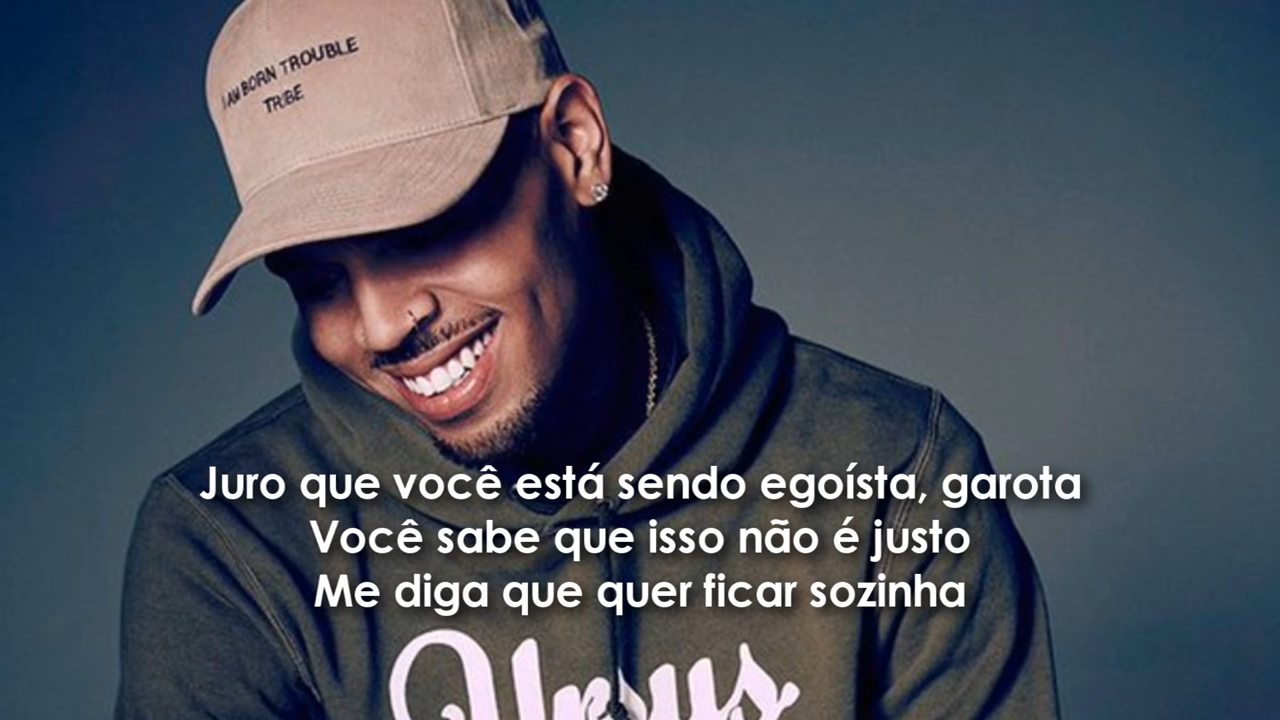 I AM BORN TROUBLE
TRIBE
Juro que você está sendo egoísta, garota
Você sabe que isso não é justo
Me diga que quer ficar sozinha